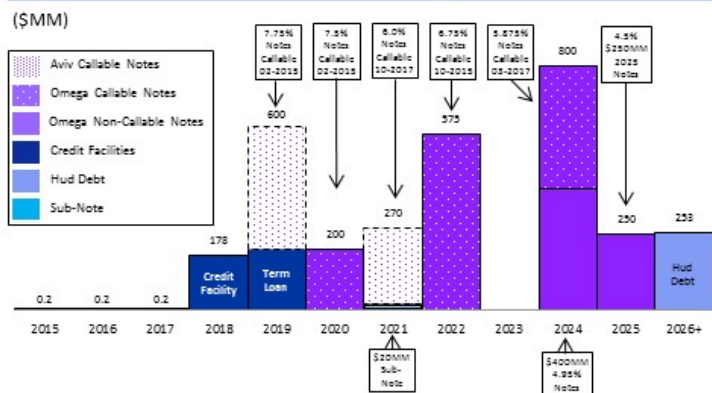 ($MM)
Aviv Callable Notes
Omega Callable Notes
Omega Non-Callable Notes
Credit Facilities
Hud Debt
Sub-Note
7.75%
Notes
Callable
02-2015
7.5%
Notes
Callable
02-2015
6.0%
Notes
Callable
10-2017
6.75%
Notes
Callable
10-2015
5.875%
Notes
Callable
03-2017
4.5%
$250MM
2025
Notes
0.2
0.2
0.2
178
600
200
270
575
800
250
253
Credit
Facility
Term
Loan
Hud
Debt
2015
2016
2017
2018
2019
2020
2021
2022
2023
2024
2025
2026+
$20MM
Sub-
Note
$400MM
4.95%
Notes